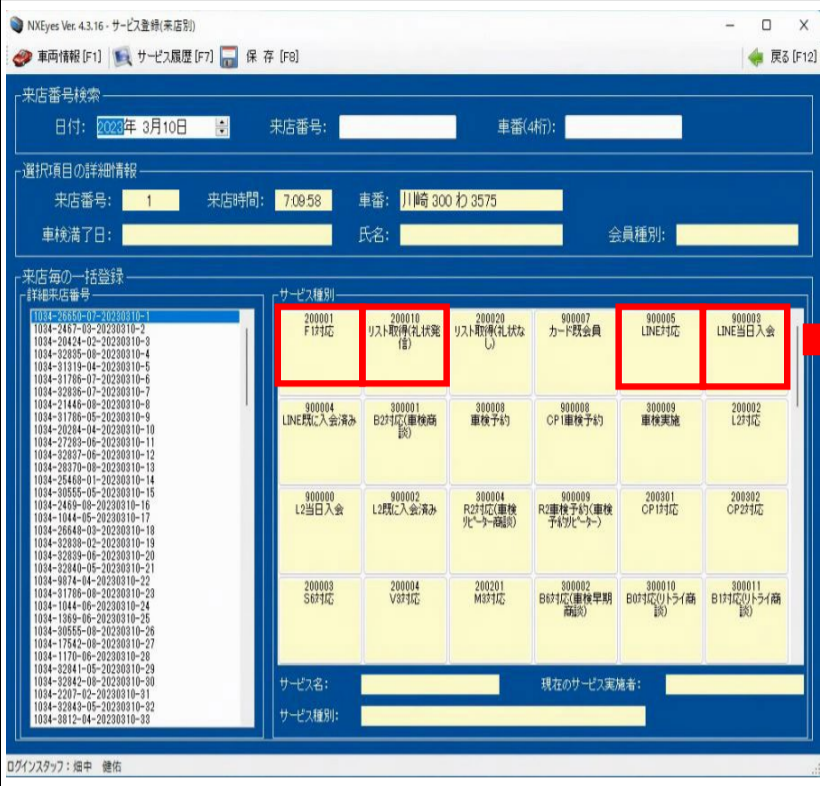 NXEyes Ver. 4.3.16 - サービス登録(来店別)
車両情報 [F1] サービス履歴 [F7] 保 存 [F8] 戻る [F12]
来店番号検索
日付: 2023年 3月10日 来店番号: 車番(4桁):
選択項目の詳細情報
来店番号: 1 来店時間: 7:09:58 車番: 川崎 300 わ 3575
車検満了日: 氏名: 会員種別:
来店毎の一括登録
詳細来店番号
1034-26650-07-20230310-1
1034-2467-03-20230310-2
1034-20424-02-20230310-3
1034-32835-08-20230310-4
1034-31319-04-20230310-5
1034-31786-07-20230310-6
1034-32836-07-20230310-7
1034-21446-08-20230310-8
1034-31786-05-20230310-9
1034-20284-04-20230310-10
1034-27283-06-20230310-11
1034-32837-06-20230310-12
1034-28370-08-20230310-13
1034-25468-01-20230310-14
1034-30555-05-20230310-15
1034-2469-08-20230310-16
1034-1044-05-20230310-17
1034-26648-03-20230310-18
1034-32838-02-20230310-19
1034-32839-06-20230310-20
1034-32840-05-20230310-21
1034-9874-04-20230310-22
1034-31786-08-20230310-23
1034-1044-06-20230310-24
1034-1369-06-20230310-25
1034-30555-08-20230310-26
1034-17542-08-20230310-27
1034-1170-06-20230310-28
1034-32841-05-20230310-29
1034-32842-08-20230310-30
1034-2207-02-20230310-31
1034-32843-05-20230310-32
1034-3812-04-20230310-33
サービス種別
200001
F1対応
200010
リスト取得(礼状発
信)
200020
リスト取得(礼状な
し)
900007
カード既会員
900005
LINE対応
900003
LINE当日入会
900004
LINE既に入会済み
300001
B2対応(車検商
談)
300008
車検予約
900008
CP1車検予約
300009
車検実施
200002
L2対応
900000
L2当日入会
900002
L2既に入会済み
300004
R2対応(車検
リピーター商談)
900009
R2車検予約(車検
予約リピーター)
200301
CP1対応
200302
CP2対応
200003
S6対応
200004
V3対応
200201
M3対応
300002
B6対応(車検早期
商談)
300010
B0対応(リトライ商
談)
300011
B1対応(リトライ商
談)
サービス名: 現在のサービス実施者:
サービス種別:
ログインスタッフ：畑中 健佑